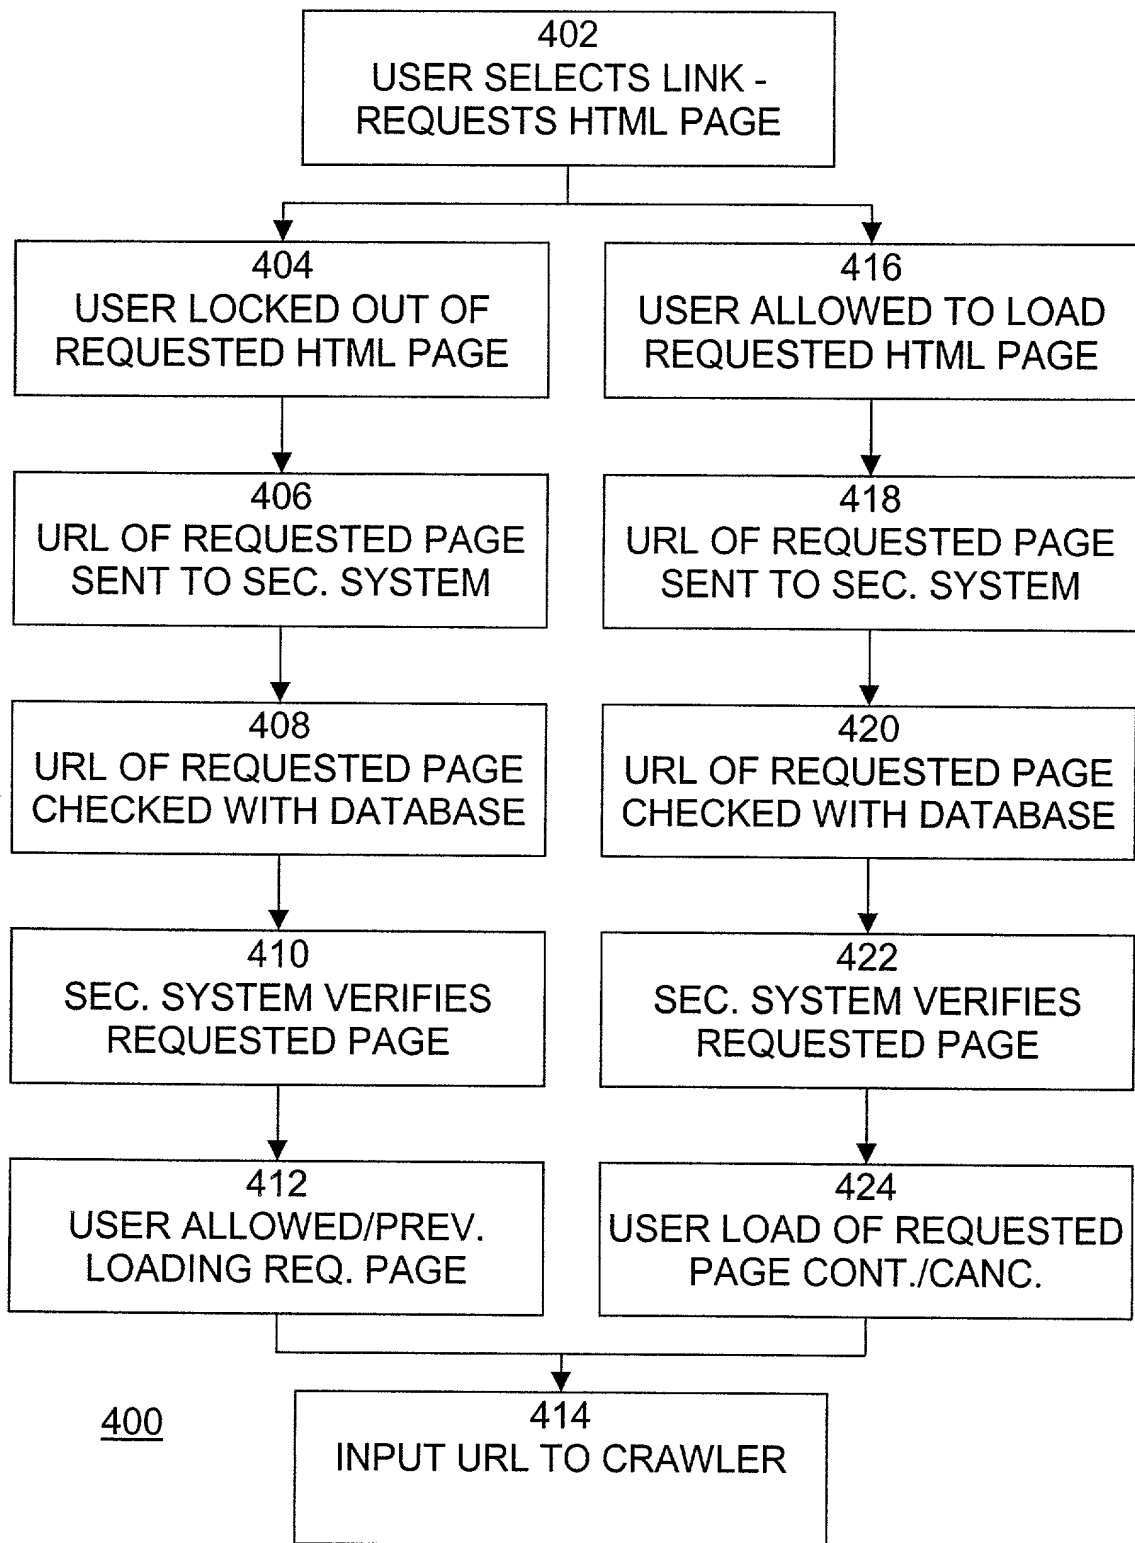 402
USER SELECTS LINK -
REQUESTS HTML PAGE
404
USER LOCKED OUT OF
REQUESTED HTML PAGE
416
USER ALLOWED TO LOAD
REQUESTED HTML PAGE
406
URL OF REQUESTED PAGE
SENT TO SEC. SYSTEM
418
URL OF REQUESTED PAGE
SENT TO SEC. SYSTEM
408
URL OF REQUESTED PAGE
CHECKED WITH DATABASE
420
URL OF REQUESTED PAGE
CHECKED WITH DATABASE
410
SEC. SYSTEM VERIFIES
REQUESTED PAGE
422
SEC. SYSTEM VERIFIES
REQUESTED PAGE
412
USER ALLOWED/PREV.
LOADING REQ. PAGE
424
USER LOAD OF REQUESTED
PAGE CONT./CANC.
400
414
INPUT URL TO CRAWLER